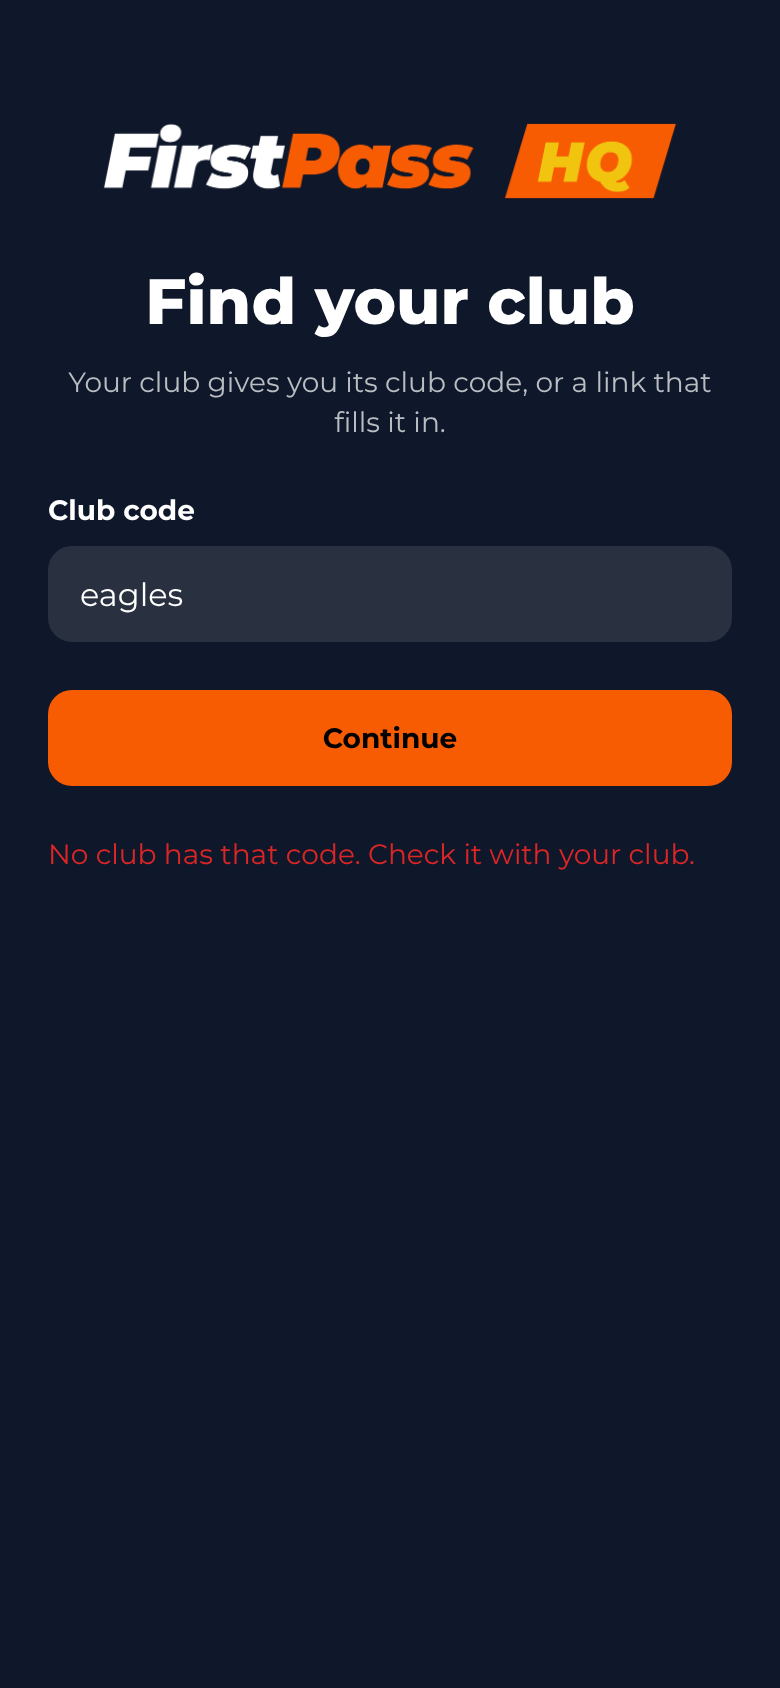 FirstPass HQ
Find your club
Your club gives you its club code, or a link that
fills it in.
Club code
eagles
Continue
No club has that code. Check it with your club.